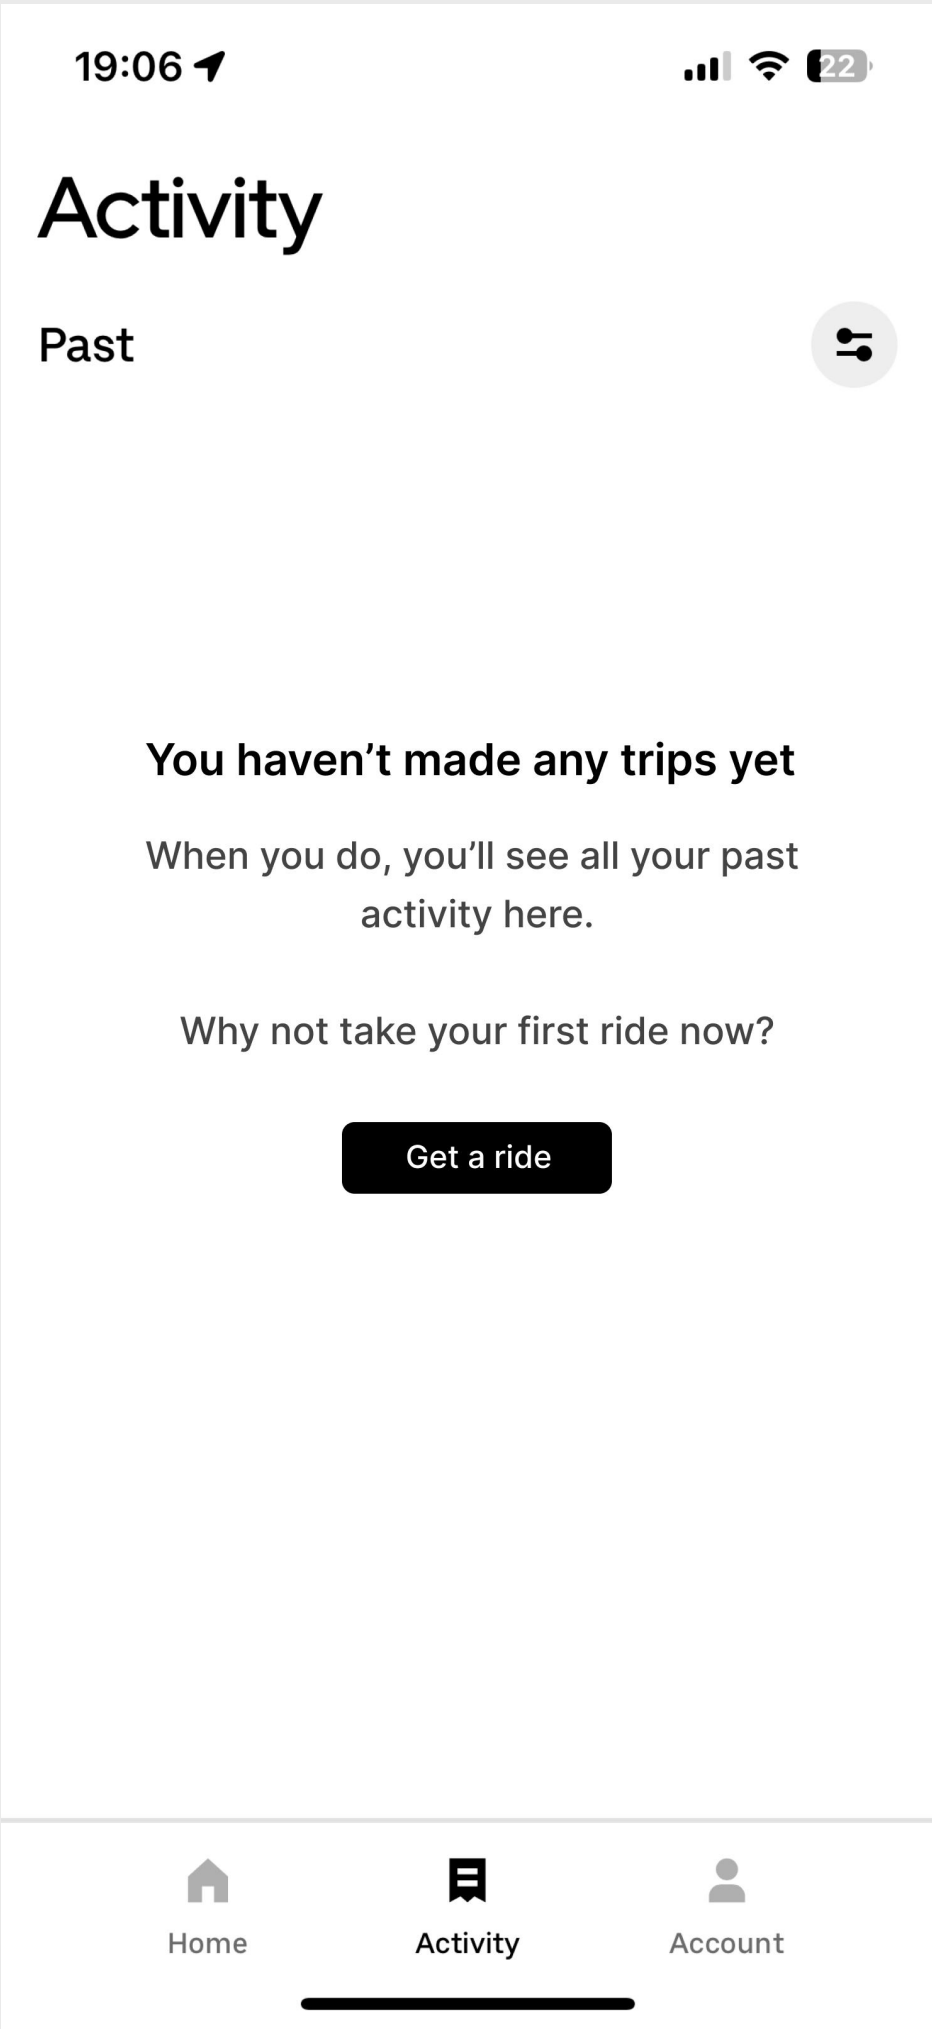 19:06
22
Activity
Past
You haven’t made any trips yet
When you do, you’ll see all your past
activity here.
Why not take your first ride now?
Get a ride
Home
Activity
Account